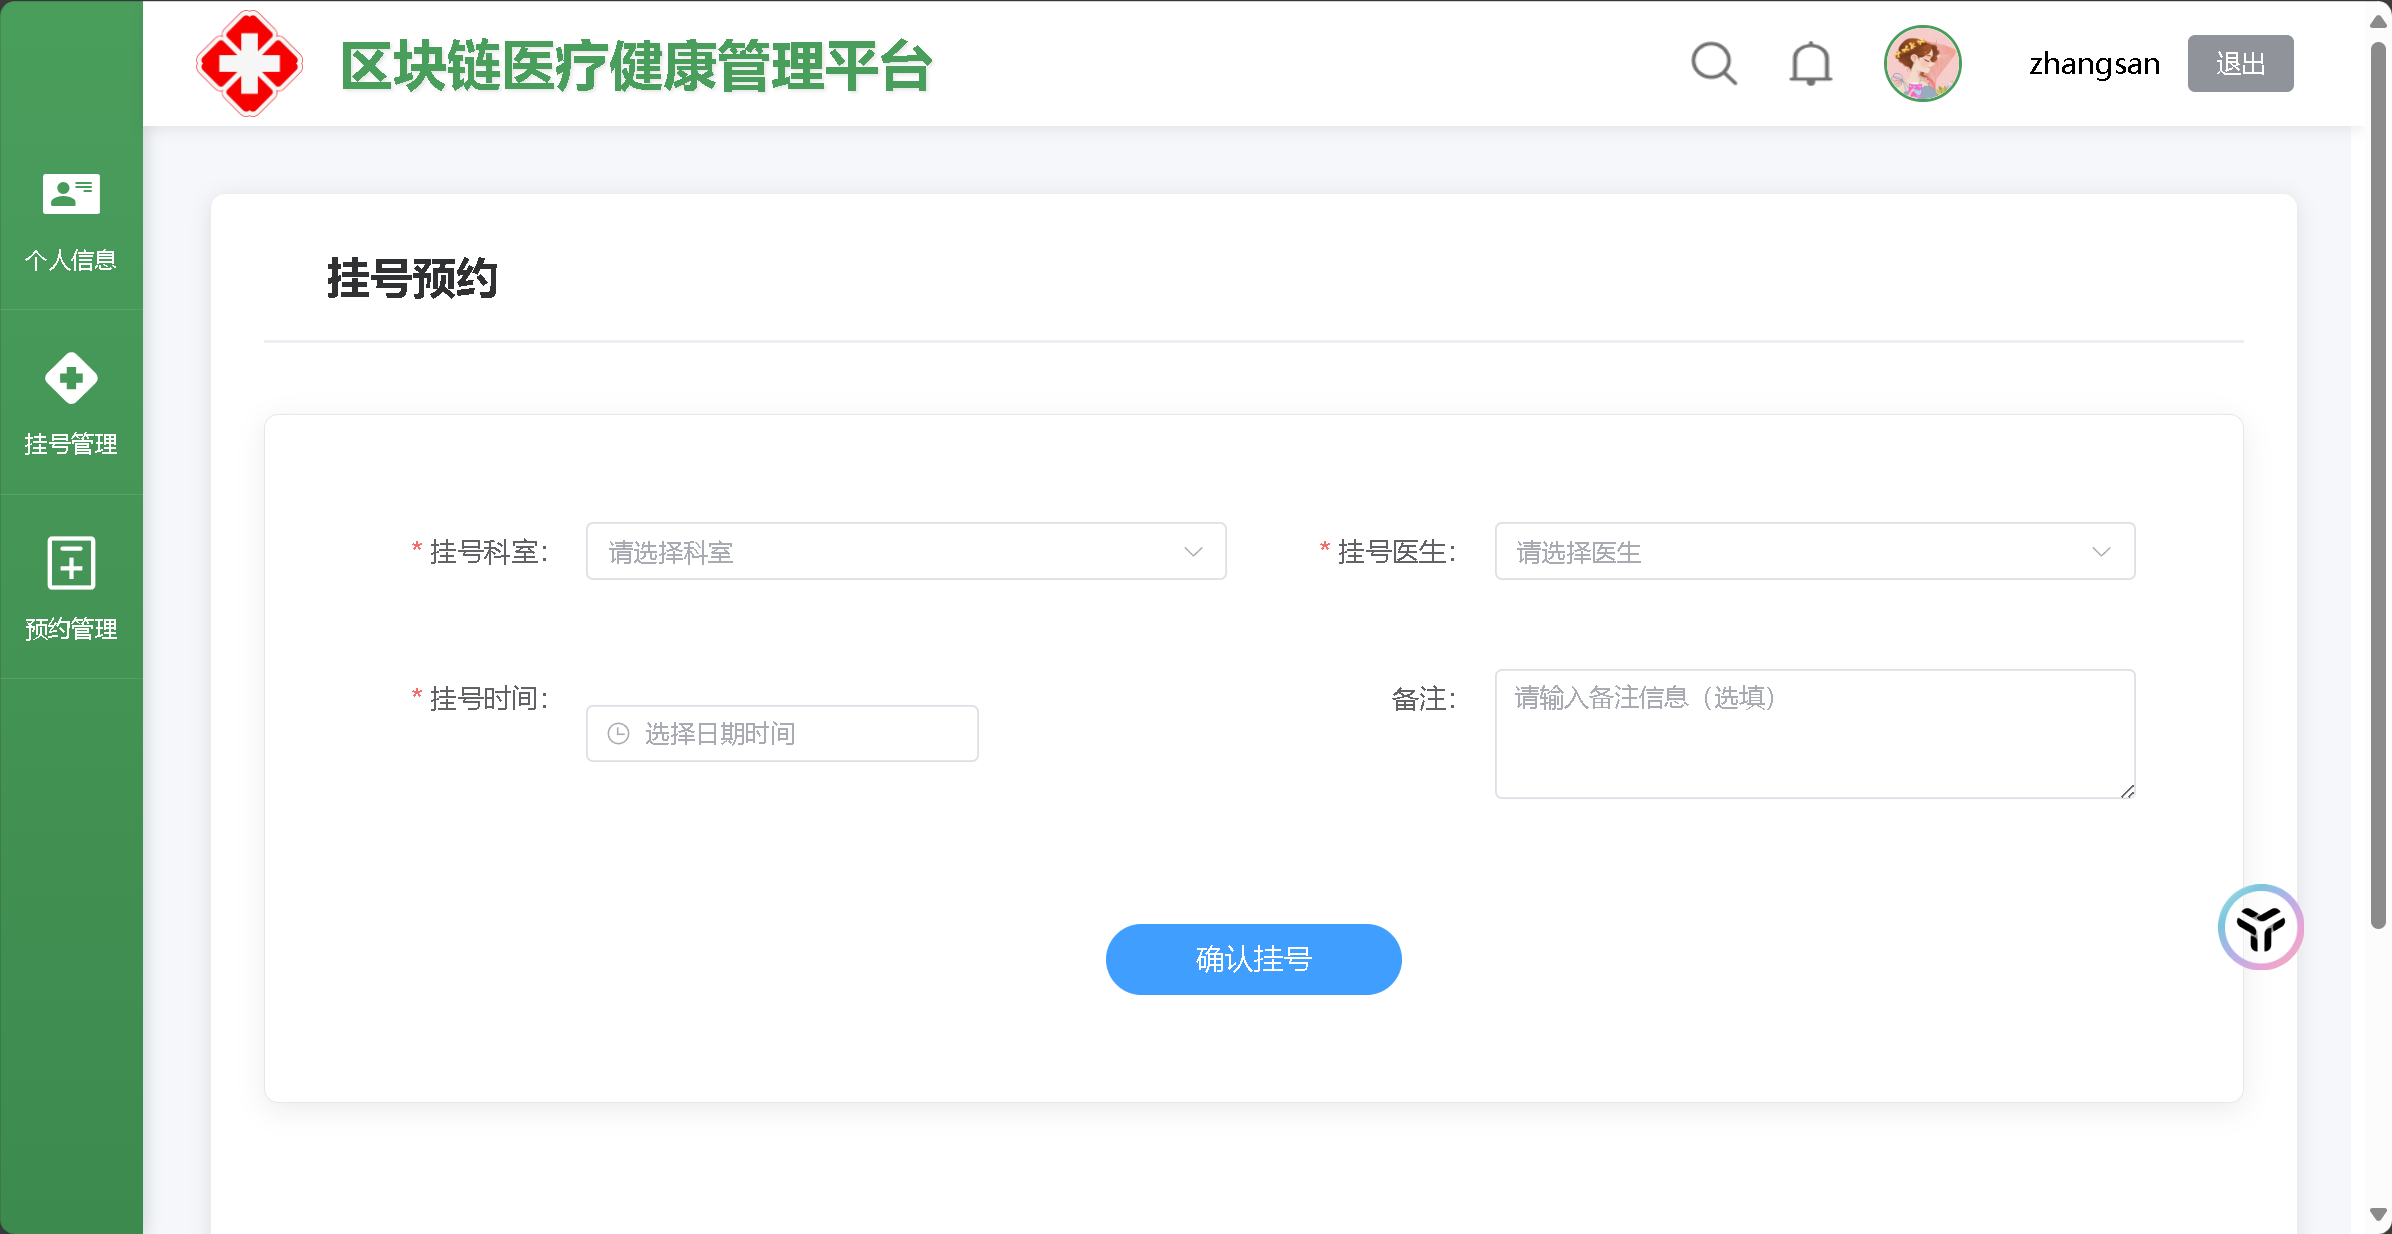 区块链医疗健康管理平台
zhangsan
退出
个人信息
挂号管理
预约管理
挂号预约
* 挂号科室：
请选择科室
* 挂号医生：
请选择医生
* 挂号时间：
选择日期时间
备注：
请输入备注信息（选填）
确认挂号